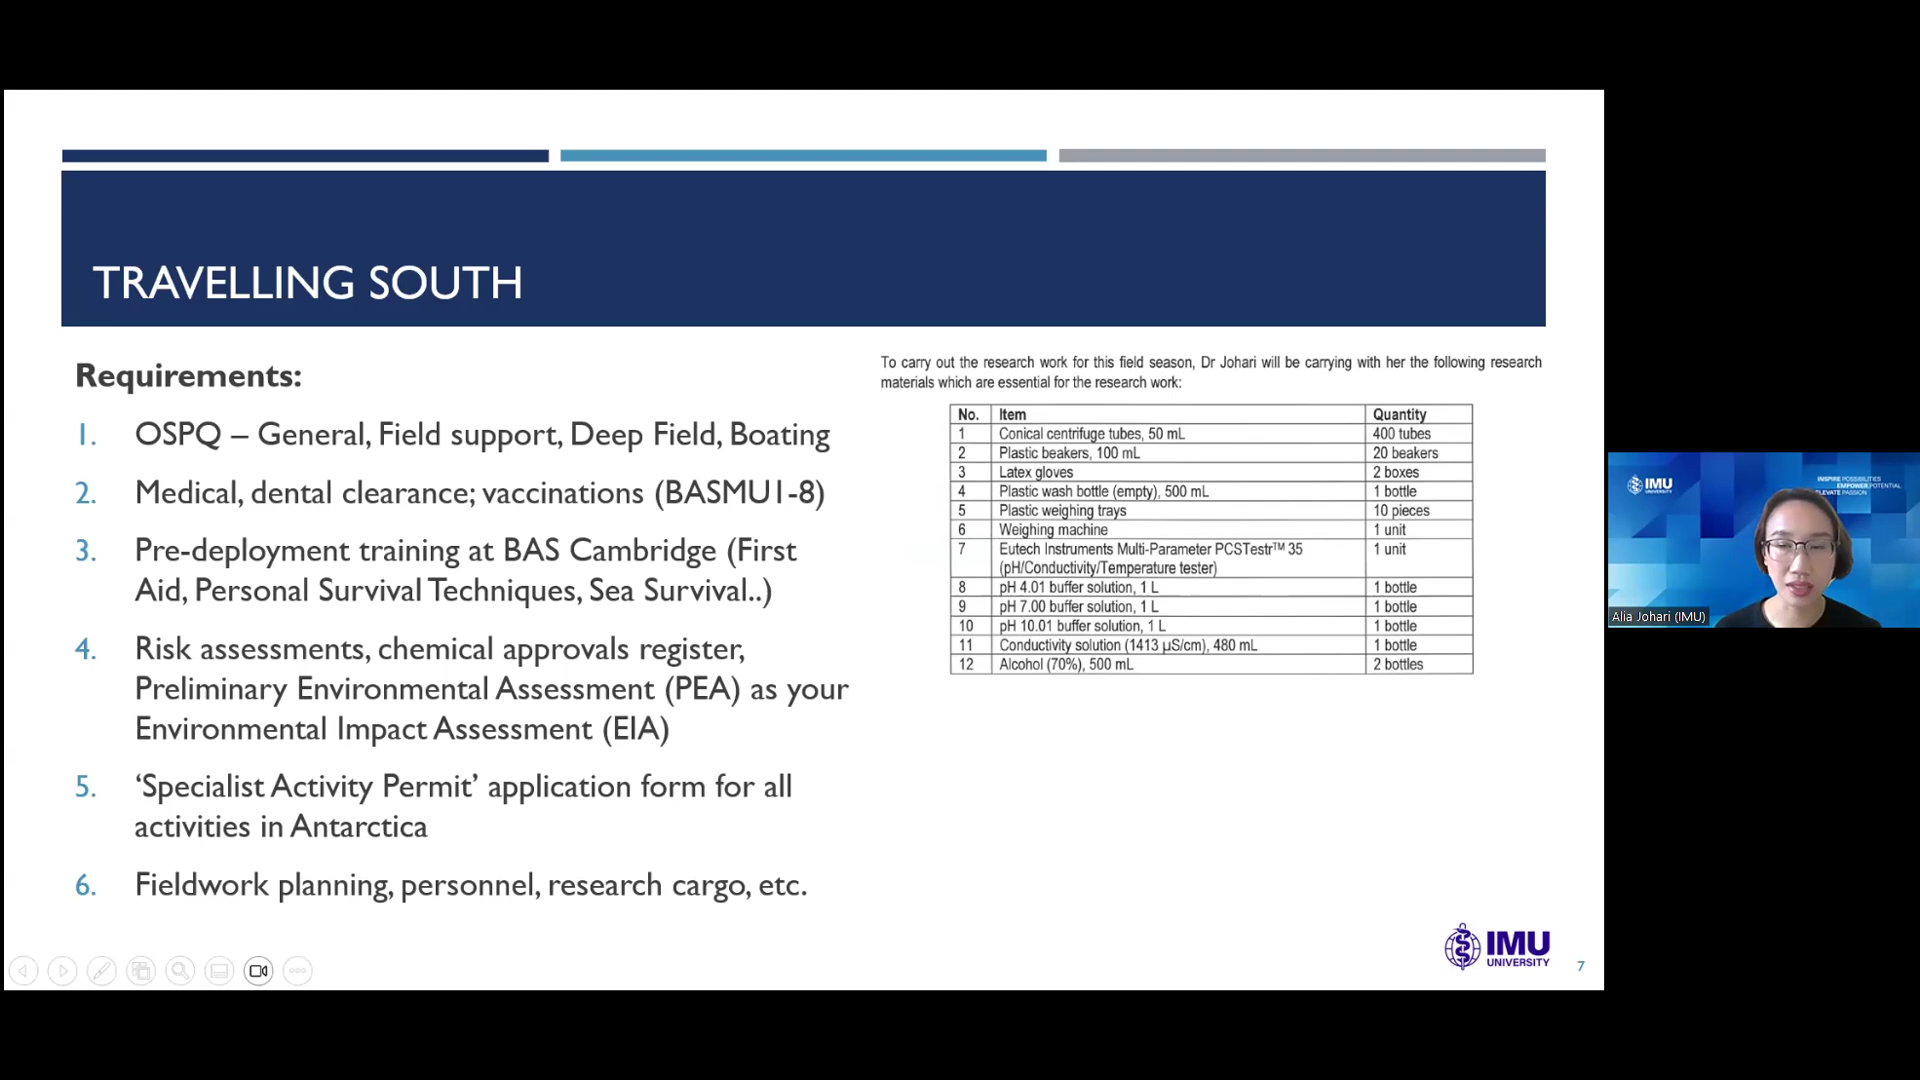 TRAVELLING SOUTH
Requirements:
1. OSPQ – General, Field support, Deep Field, Boating
2. Medical, dental clearance; vaccinations (BASMU1-8)
3. Pre-deployment training at BAS Cambridge (First
Aid, Personal Survival Techniques, Sea Survival..)
4. Risk assessments, chemical approvals register,
Preliminary Environmental Assessment (PEA) as your
Environmental Impact Assessment (EIA)
5. ‘Specialist Activity Permit’ application form for all
activities in Antarctica
6. Fieldwork planning, personnel, research cargo, etc.
To carry out the research work for this field season, Dr Johari will be carrying with her the following research
materials which are essential for the research work:
No. Item Quantity
1 Conical centrifuge tubes, 50 mL 400 tubes
2 Plastic beakers, 100 mL 20 beakers
3 Latex gloves 2 boxes
4 Plastic wash bottle (empty), 500 mL 1 bottle
5 Plastic weighing trays 10 pieces
6 Weighing machine 1 unit
7 Eutech Instruments Multi-Parameter PCSTestr™ 35 1 unit
(pH/Conductivity/Temperature tester)
8 pH 4.01 buffer solution, 1 L 1 bottle
9 pH 7.00 buffer solution, 1 L 1 bottle
10 pH 10.01 buffer solution, 1 L 1 bottle
11 Conductivity solution (1413 µS/cm), 480 mL 1 bottle
12 Alcohol (70%), 500 mL 2 bottles
IMU
UNIVERSITY
7
IMU
UNIVERSITY
INSPIRE POSSIBILITIES
EMPOWER POTENTIAL
ELEVATE PASSION
Alia Johari (IMU)